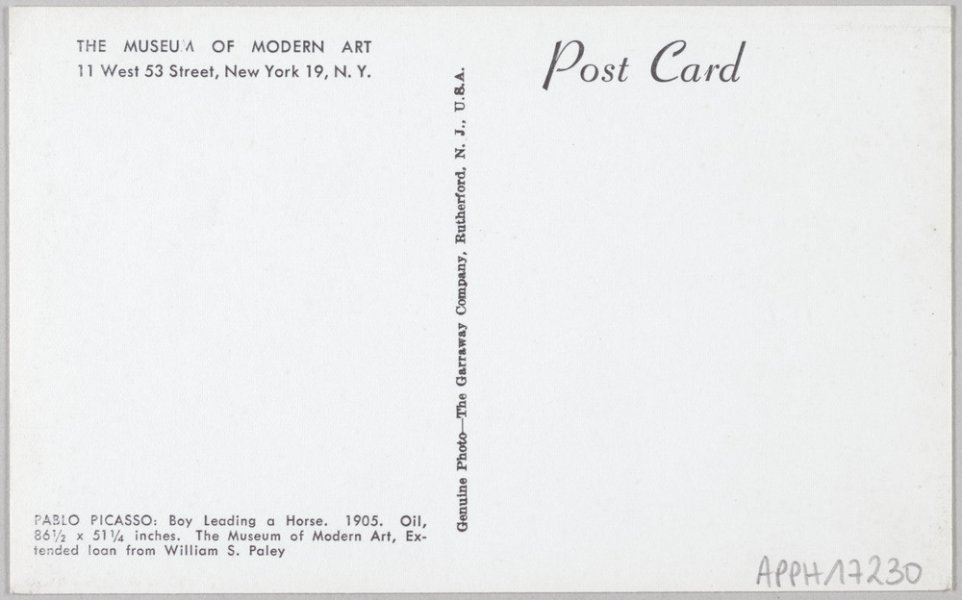 THE MUSEUM OF MODERN ART
11 West 53 Street, New York 19, N. Y.
Post Card
Genuine Photo—The Garraway Company, Rutherford, N. J., U.S.A.
PABLO PICASSO: Boy Leading a Horse. 1905. Oil,
86½ x 51¼ inches. The Museum of Modern Art, Ex-
tended loan from William S. Paley
APPH17230